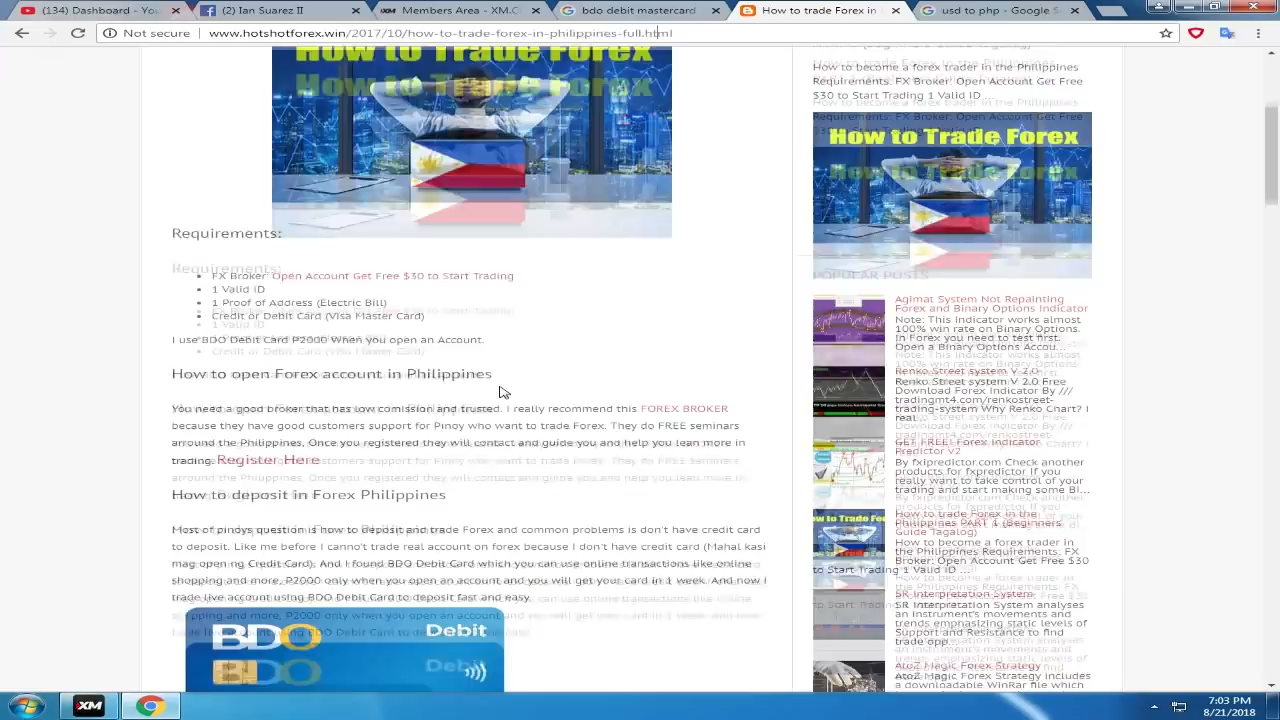 (134) Dashboard - You
(2) Ian Suarez II
Members Area - XM.C
bdo debit mastercard
How to trade Forex in
usd to php - Google S
Not secure
www.hotshotforex.win/2017/10/how-to-trade-forex-in-philippines-full.html
How to Trade Forex
Requirements:
FX Broker: Open Account Get Free $30 to Start Trading
1 Valid ID
1 Proof of Address (Electric Bill)
Credit or Debit Card (Visa Master Card)
I use BDO Debit Card P2000 When you open an Account.
How to open Forex account in Philippines
FOREX BROKER
because they have good customers support for Pinoy who want to trade Forex. They do FREE seminars
arround the Philippines, Once you registered they will contact and guide you and help you lean more in
trading. Register Here
How to deposit in Forex Philippines
Most of pinoys question is how to deposit and trade Forex and common problems is don't have credit card
to deposit. Like me before I cannot trade real account on forex because I don't have credit card (Mahal kasi
mag opening Credit Card). And I found BDO Debit Card which you can use online transactions like online
shopping and more, P2000 only when you open an account and you will get your card in 1 week. And now I
trade live account using BDO Debit Card to deposit fast and easy.
BDO Debit
How to become a forex trader in the Philippines
Requirements: FX Broker: Open Account Get Free
$30 to Start Trading 1 Valid ID ...
How to Trade Forex
POPULAR POSTS
Agimat System Not Repainting
Forex and Binary Options Indicator
Note: This Indicator works almost
100% win rate on Binary Options.
In Forex you need to test first.
Open a Binary Options Accou...
Renko Street system V 2.0
Renko Street system V 2.0 Free
Download Forex Indicator By ///
tradingmt4.com/renkostreet-
trading-system Why Renko Chart? I
real
GET FREE! Forex Indicator
Predictor v2
By fxipredictor.com Check another
products for fxpredictor. If you
really want to take control of your
trading and start making some Bi...
How to trade Forex in the
Philippines PART 1 (Beginners
Guide Tagalog)
How to become a forex trader in
the Philippines Requirements: FX
Broker: Open Account Get Free $30
to Start Trading 1 Valid ID ...
SR Interpretation System
SR Interpretation System analyses
an instrument's movements and
trends emphasizing static levels of
Support and Resistance to find
trade opp...
AtoZ Magic Forex Strategy
AtoZ Magic Forex Strategy includes
a downloadable WinRar file which
XM
7:03 PM
8/21/2018